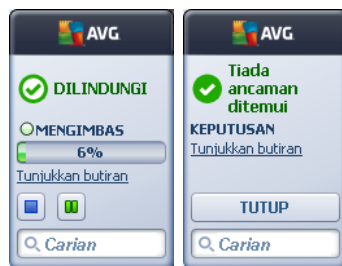 AVG
DILINDUNGI
MENGIMBAS
6%
Tunjukkan butiran
Carian
AVG
Tiada
ancaman
ditemui
KEPUTUSAN
Tunjukkan butiran
TUTUP
Carian